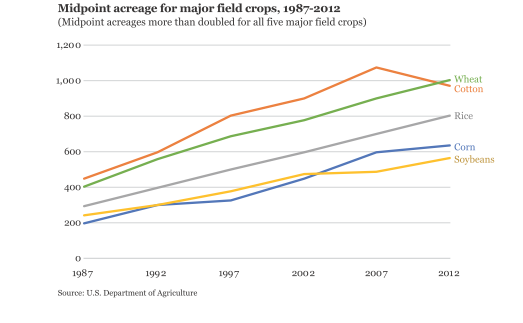 Midpoint acreage for major field crops, 1987-2012
(Midpoint acreages more than doubled for all five major field crops)
1,200
1,000
800
600
400
200
0
Wheat
Cotton
Rice
Corn
Soybeans
1987 1992 1997 2002 2007 2012
Source: U.S. Department of Agriculture